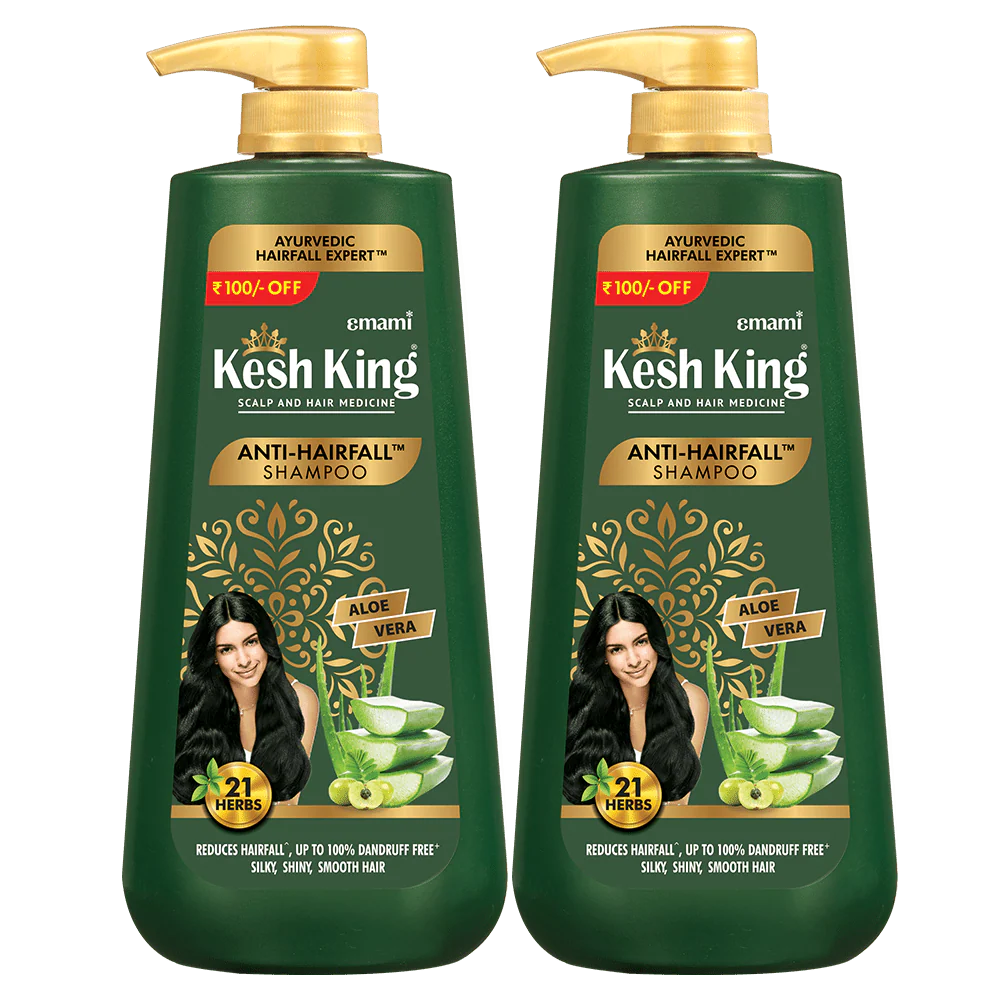 AYURVEDIC
HAIRFALL EXPERT™
₹100/- OFF
emami*
Kesh King®
SCALP AND HAIR MEDICINE
ANTI-HAIRFALL™
SHAMPOO
ALOE
VERA
21
HERBS
REDUCES HAIRFALL^, UP TO 100% DANDRUFF FREE+
SILKY, SHINY, SMOOTH HAIR
AYURVEDIC
HAIRFALL EXPERT™
₹100/- OFF
emami*
Kesh King®
SCALP AND HAIR MEDICINE
ANTI-HAIRFALL™
SHAMPOO
ALOE
VERA
21
HERBS
REDUCES HAIRFALL^, UP TO 100% DANDRUFF FREE+
SILKY, SHINY, SMOOTH HAIR